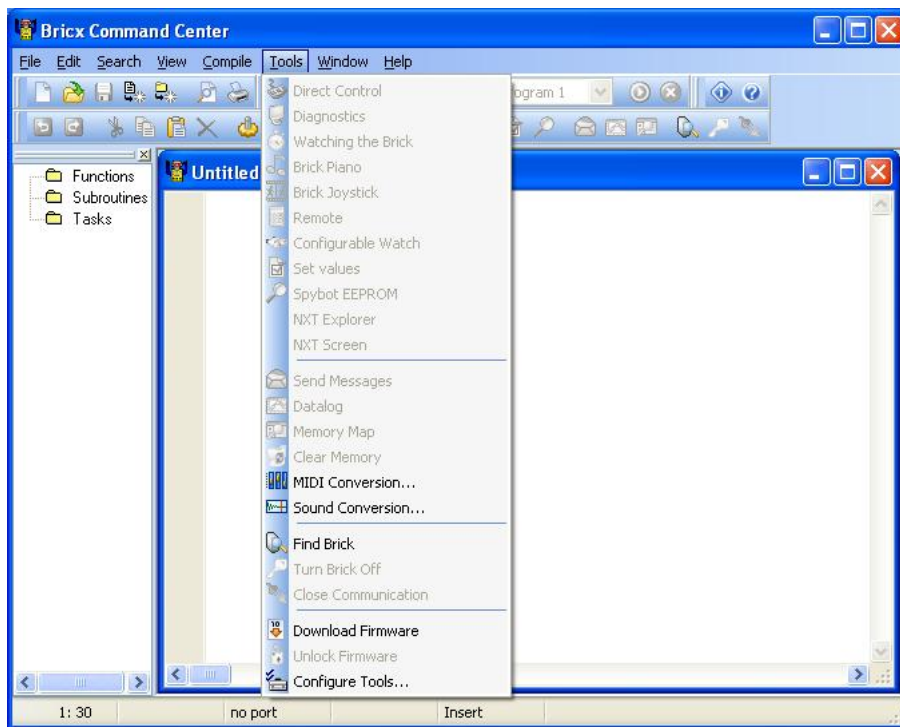 Bricx Command Center
File Edit Search View Compile Tools Window Help
ogram 1
Functions
Subroutines
Tasks
Untitled
Direct Control
Diagnostics
Watching the Brick
Brick Piano
Brick Joystick
Remote
Configurable Watch
Set values
Spybot EEPROM
NXT Explorer
NXT Screen
Send Messages
Datalog
Memory Map
Clear Memory
MIDI Conversion...
Sound Conversion...
Find Brick
Turn Brick Off
Close Communication
Download Firmware
Unlock Firmware
Configure Tools...
1: 30 no port Insert